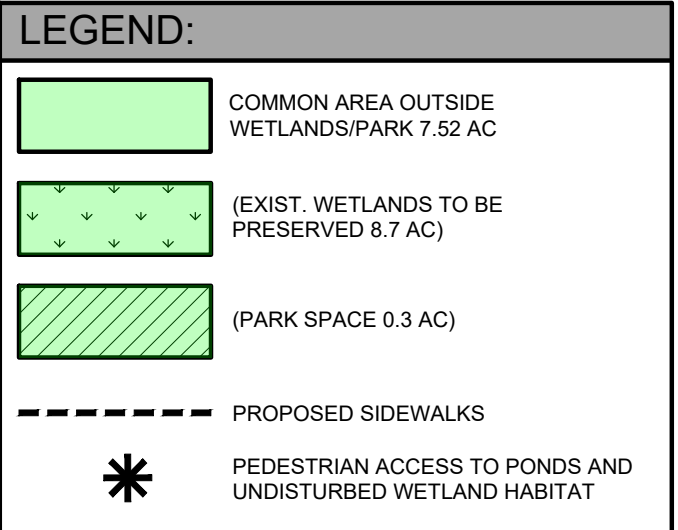 LEGEND:
COMMON AREA OUTSIDE
WETLANDS/PARK 7.52 AC
(EXIST. WETLANDS TO BE
PRESERVED 8.7 AC)
(PARK SPACE 0.3 AC)
PROPOSED SIDEWALKS
PEDESTRIAN ACCESS TO PONDS AND
UNDISTURBED WETLAND HABITAT